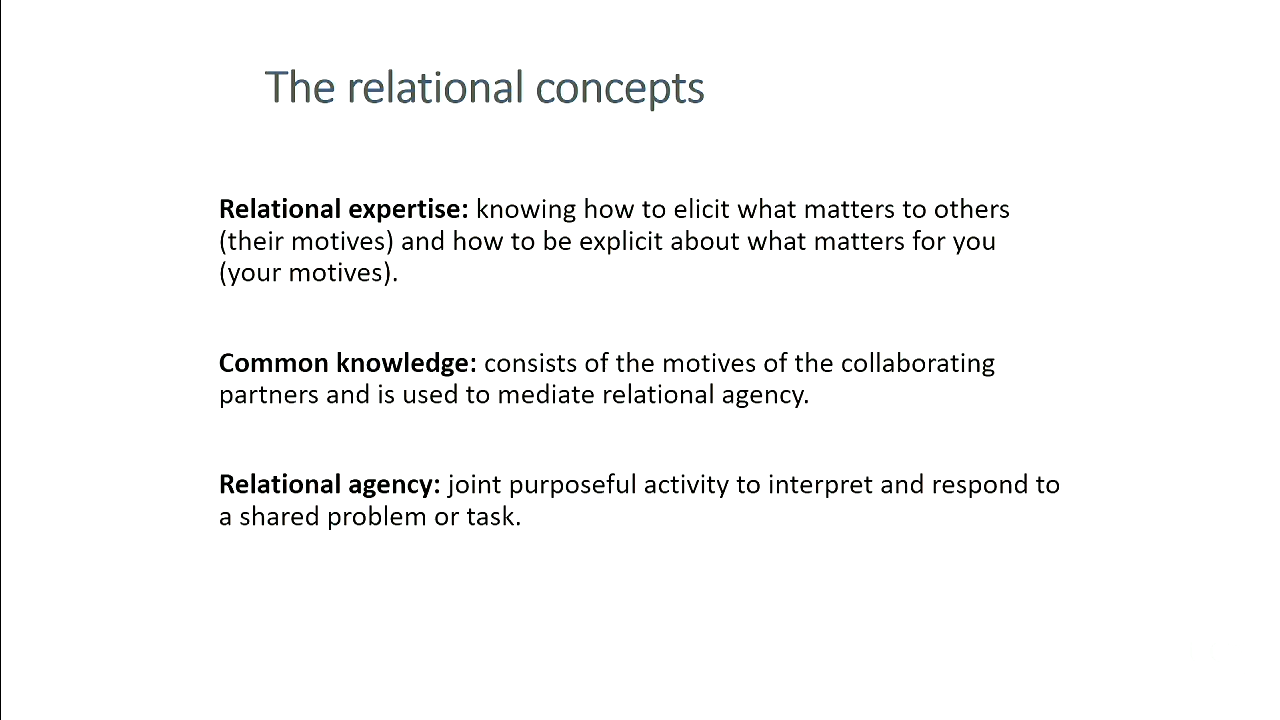 The relational concepts
Relational expertise: knowing how to elicit what matters to others
(their motives) and how to be explicit about what matters for you
(your motives).
Common knowledge: consists of the motives of the collaborating
partners and is used to mediate relational agency.
Relational agency: joint purposeful activity to interpret and respond to
a shared problem or task.